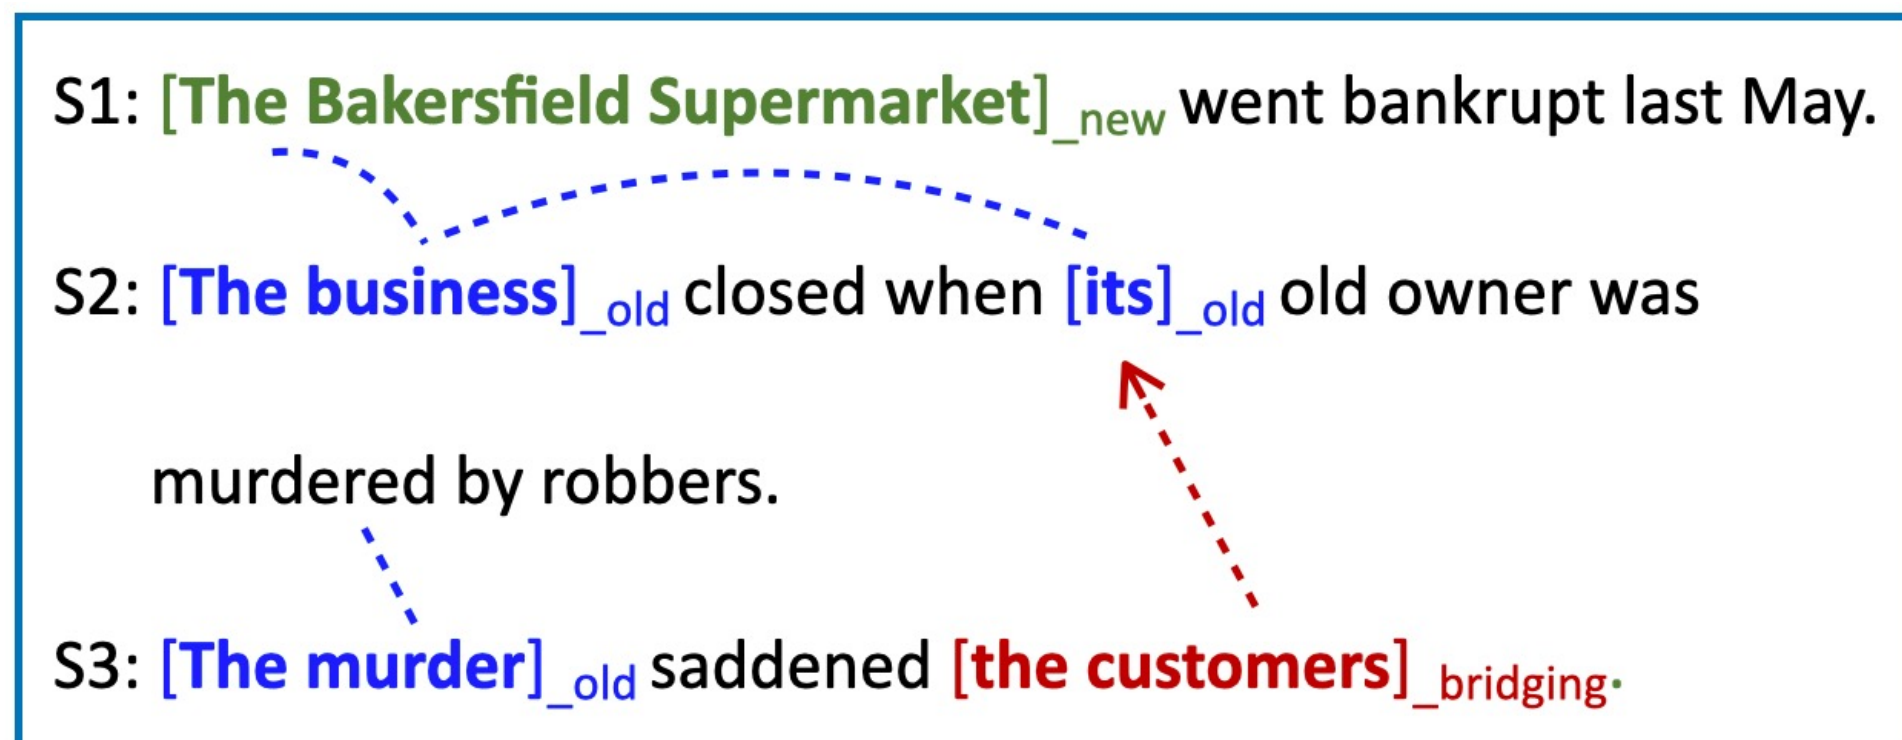 S1: [The Bakersfield Supermarket]_new went bankrupt last May.
S2: [The business]_old closed when [its]_old old owner was
murdered by robbers.
S3: [The murder]_old saddened [the customers]_bridging.